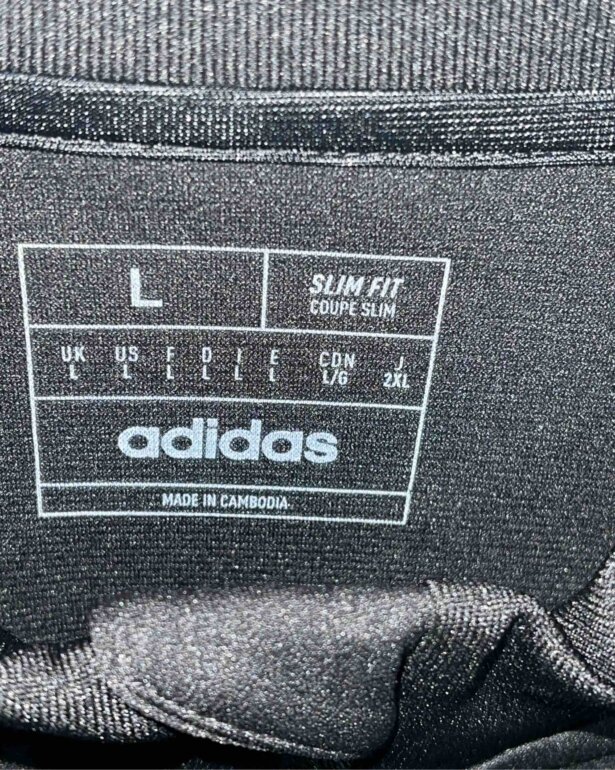 L
SLIM FIT
COUPE SLIM
UK US F D I E CDN J
L L L L L L L/G 2XL
adidas
MADE IN CAMBODIA